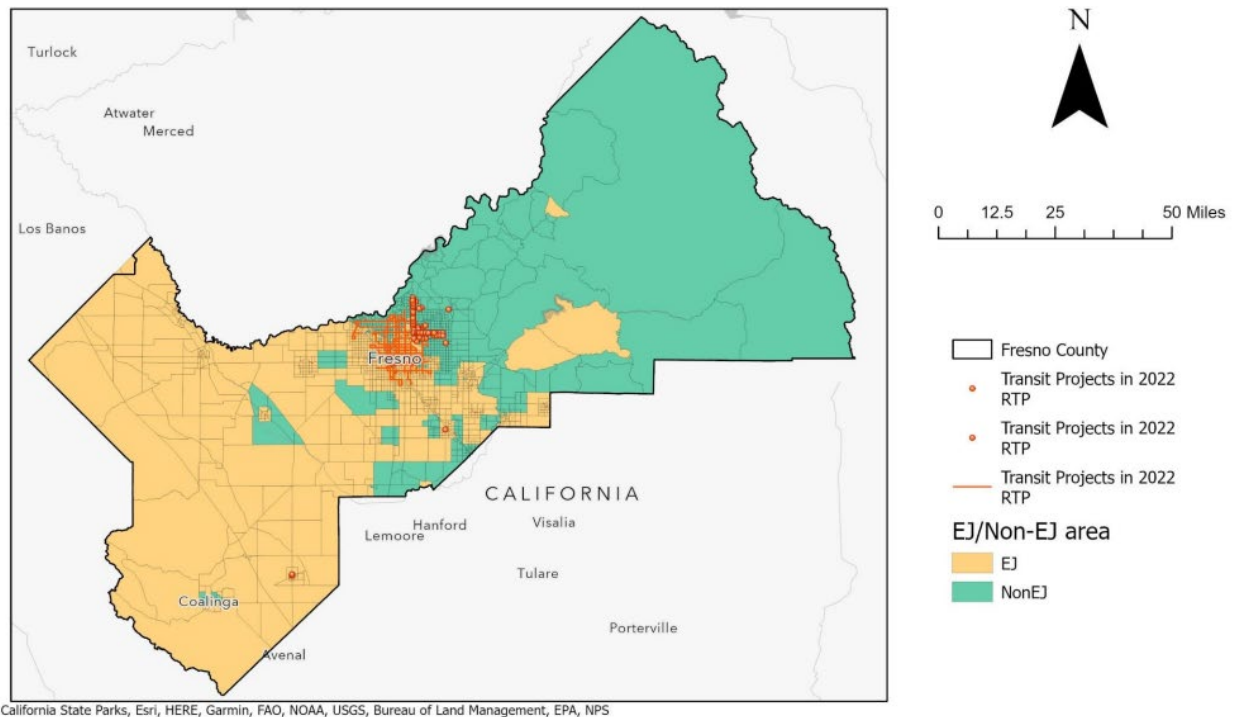 Turlock
Atwater
Merced
Los Banos
Fresno
CALIFORNIA
Hanford
Lemoore
Visalia
Tulare
Coalinga
Porterville
Avenal
California State Parks, Esri, HERE, Garmin, FAO, NOAA, USGS, Bureau of Land Management, EPA, NPS
N
0 12.5 25 50 Miles
Fresno County
Transit Projects in 2022
RTP
Transit Projects in 2022
RTP
Transit Projects in 2022
RTP
EJ/Non-EJ area
EJ
NonEJ